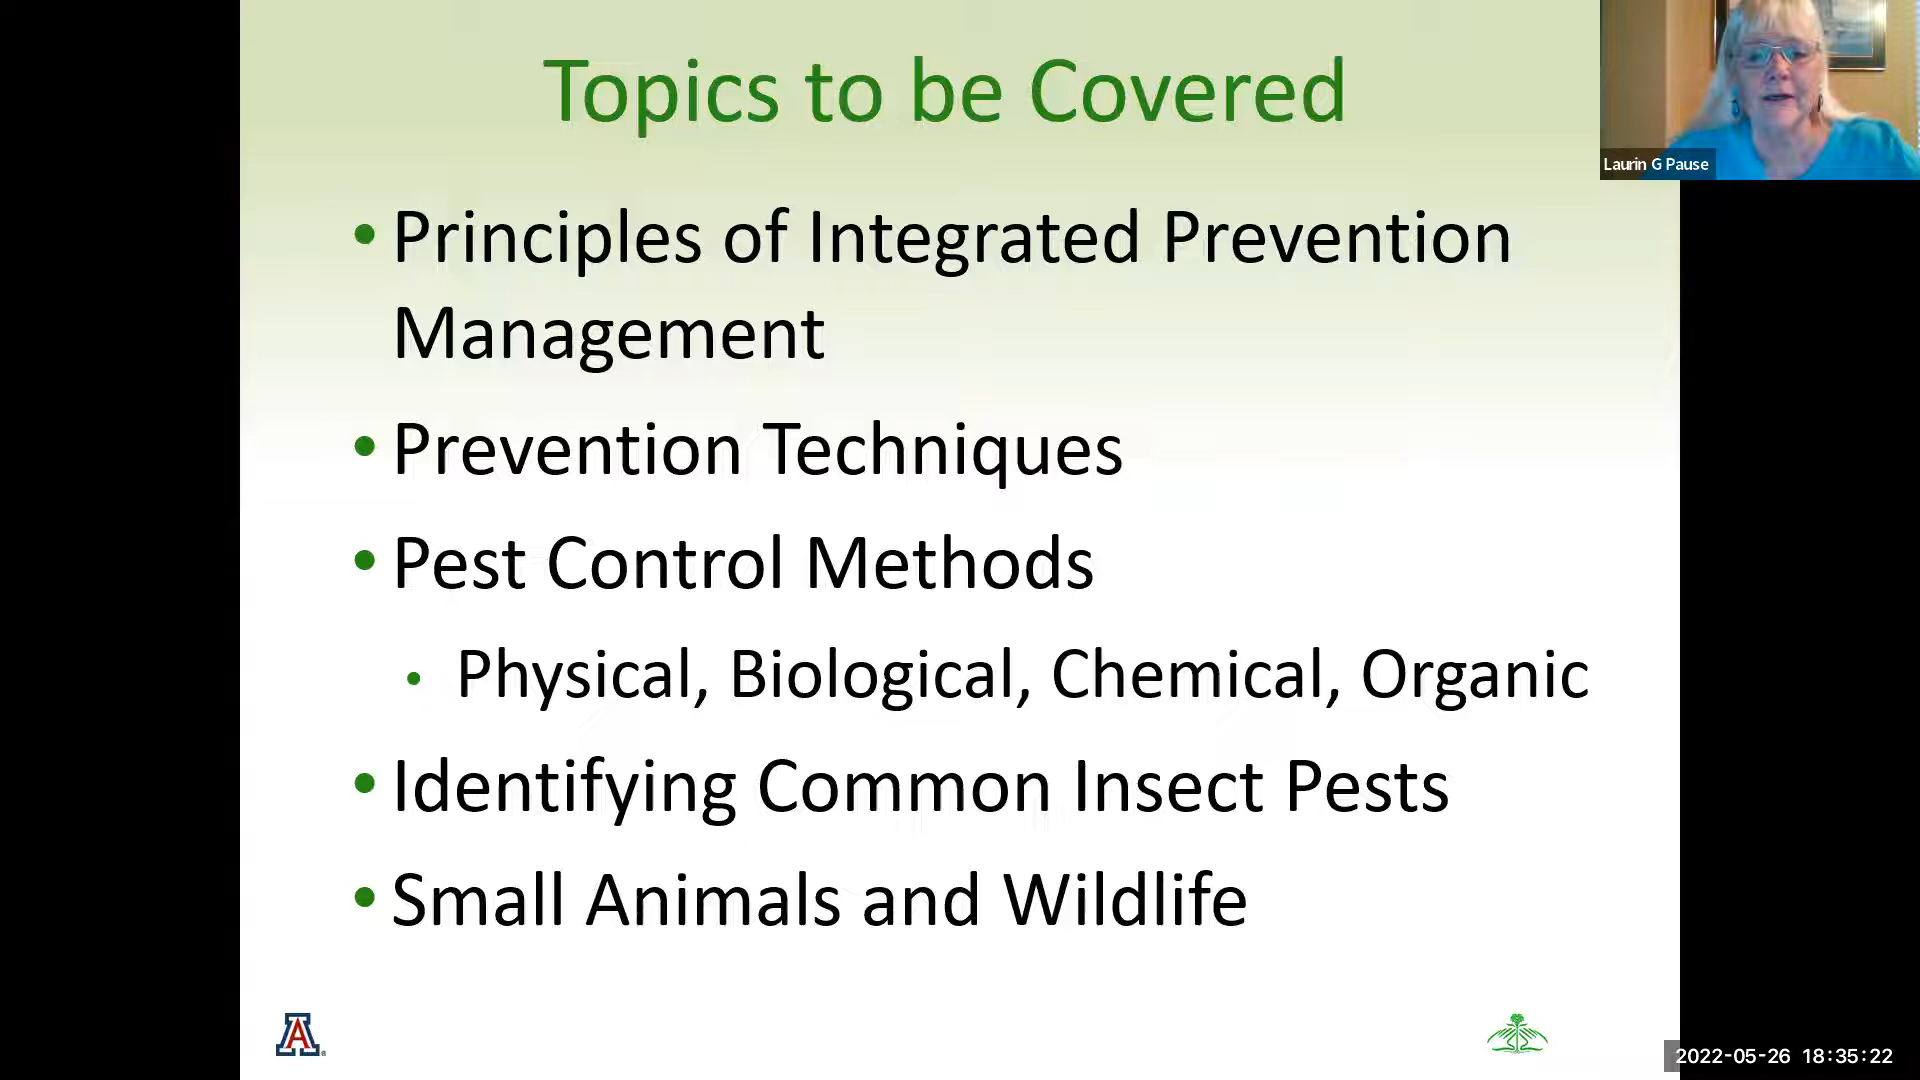 Topics to be Covered
Laurin G Pause
• Principles of Integrated Prevention
Management
• Prevention Techniques
• Pest Control Methods
• Physical, Biological, Chemical, Organic
• Identifying Common Insect Pests
• Small Animals and Wildlife
A
2022-05-26 18:35:22